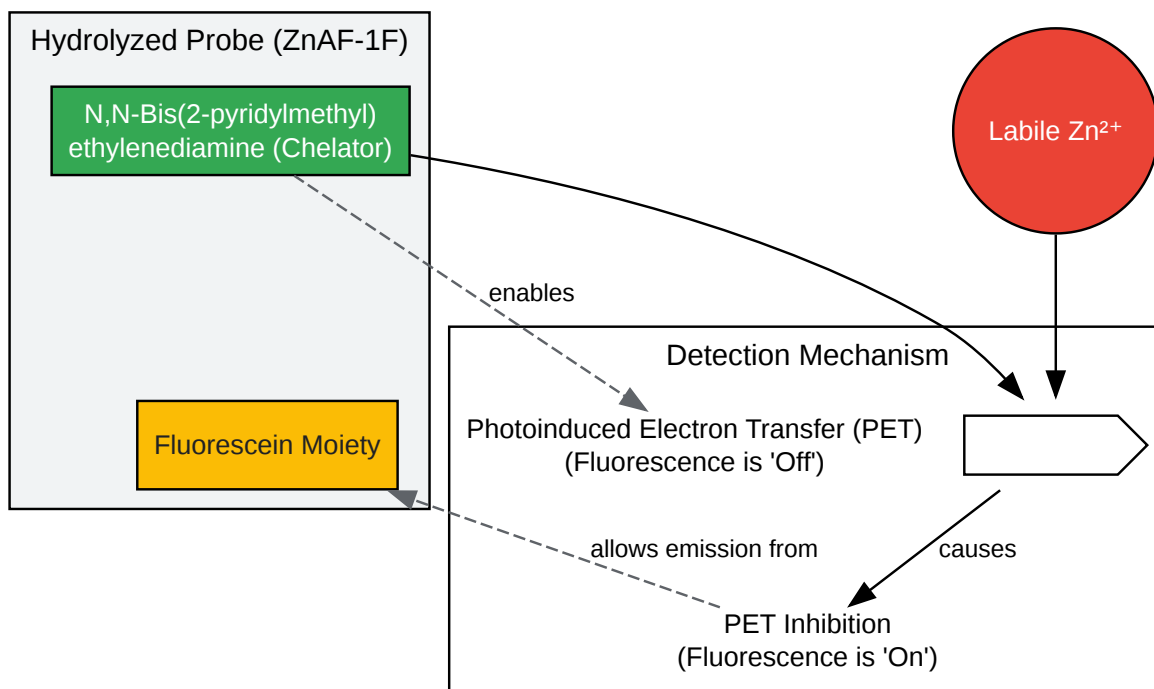 Hydrolyzed Probe (ZnAF-1F)
N,N-Bis(2-pyridylmethyl)
ethylenediamine (Chelator)
Labile Zn²⁺
enables
Detection Mechanism
Photoinduced Electron Transfer (PET)
(Fluorescence is 'Off')
Fluorescein Moiety
allows emission from
causes
PET Inhibition
(Fluorescence is 'On')